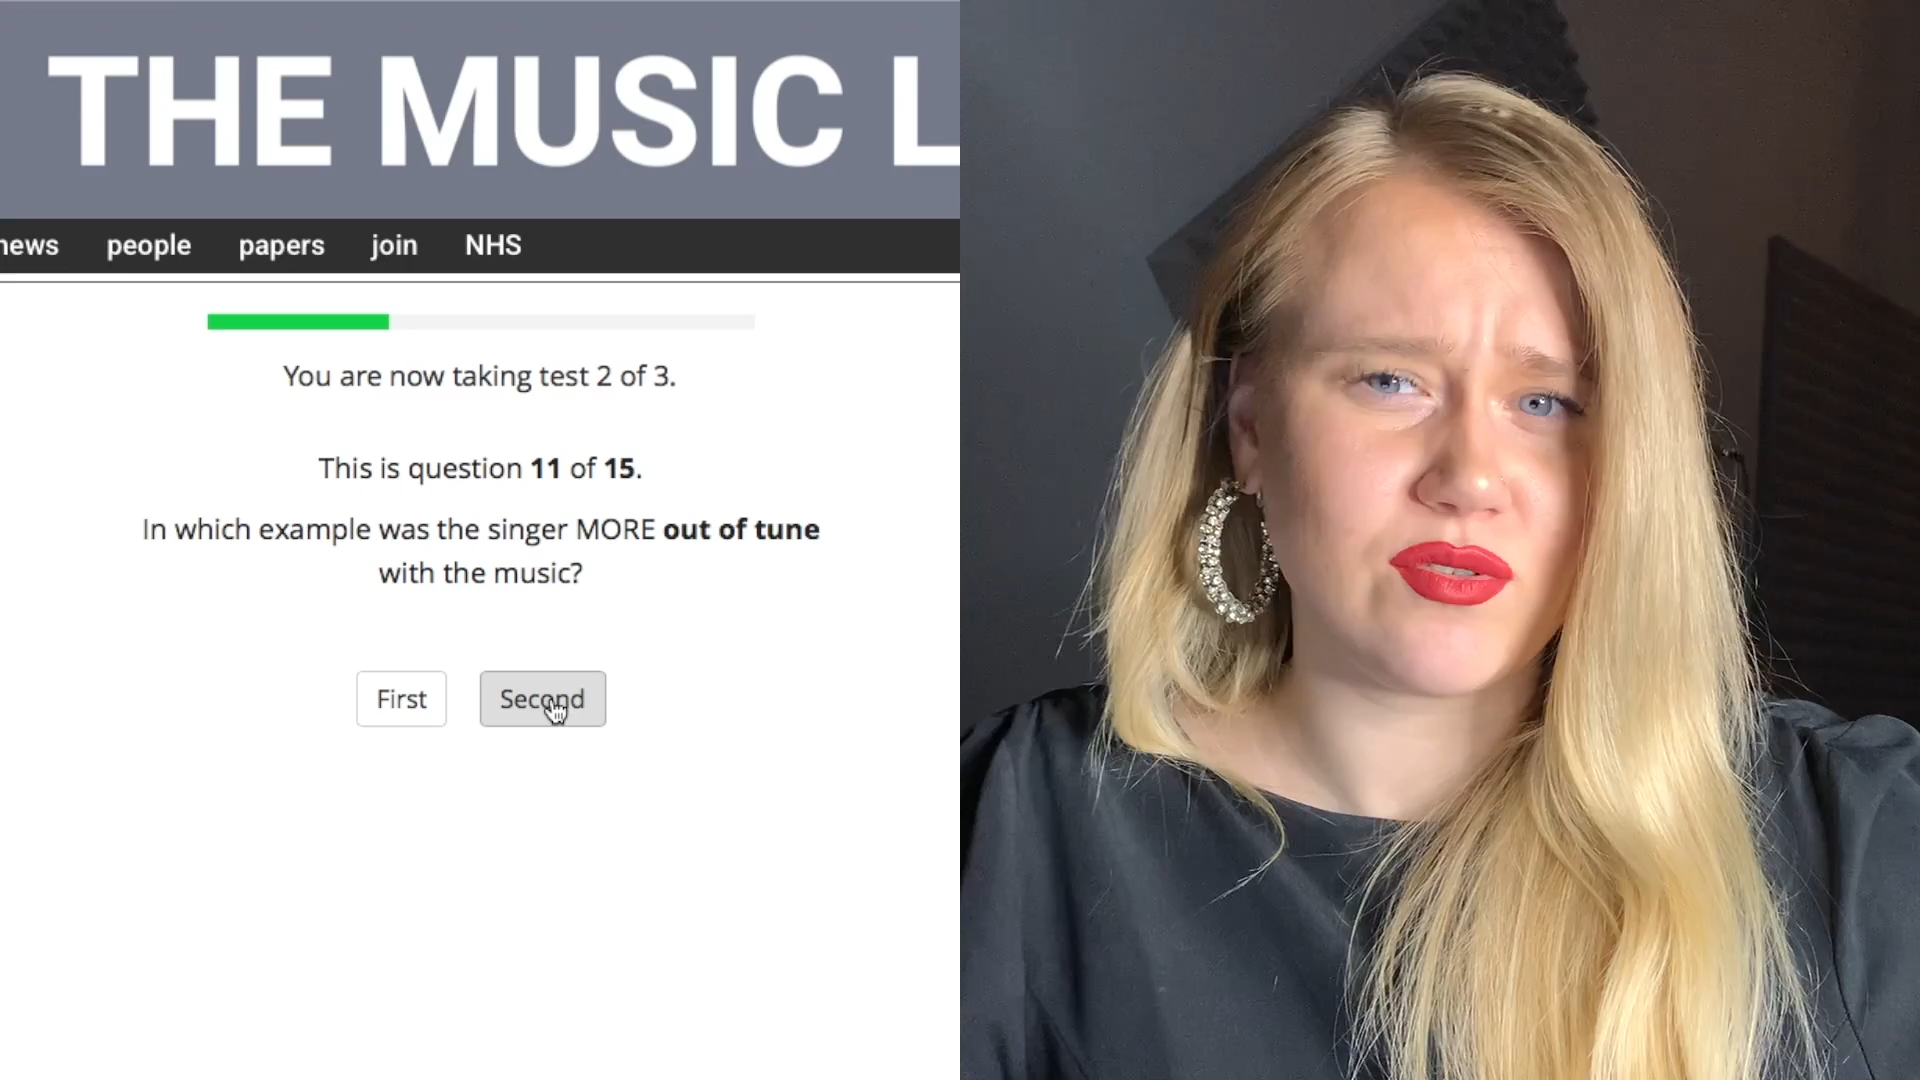 THE MUSIC L
news people papers join NHS
You are now taking test 2 of 3.
This is question 11 of 15.
In which example was the singer MORE out of tune
with the music?
First Second